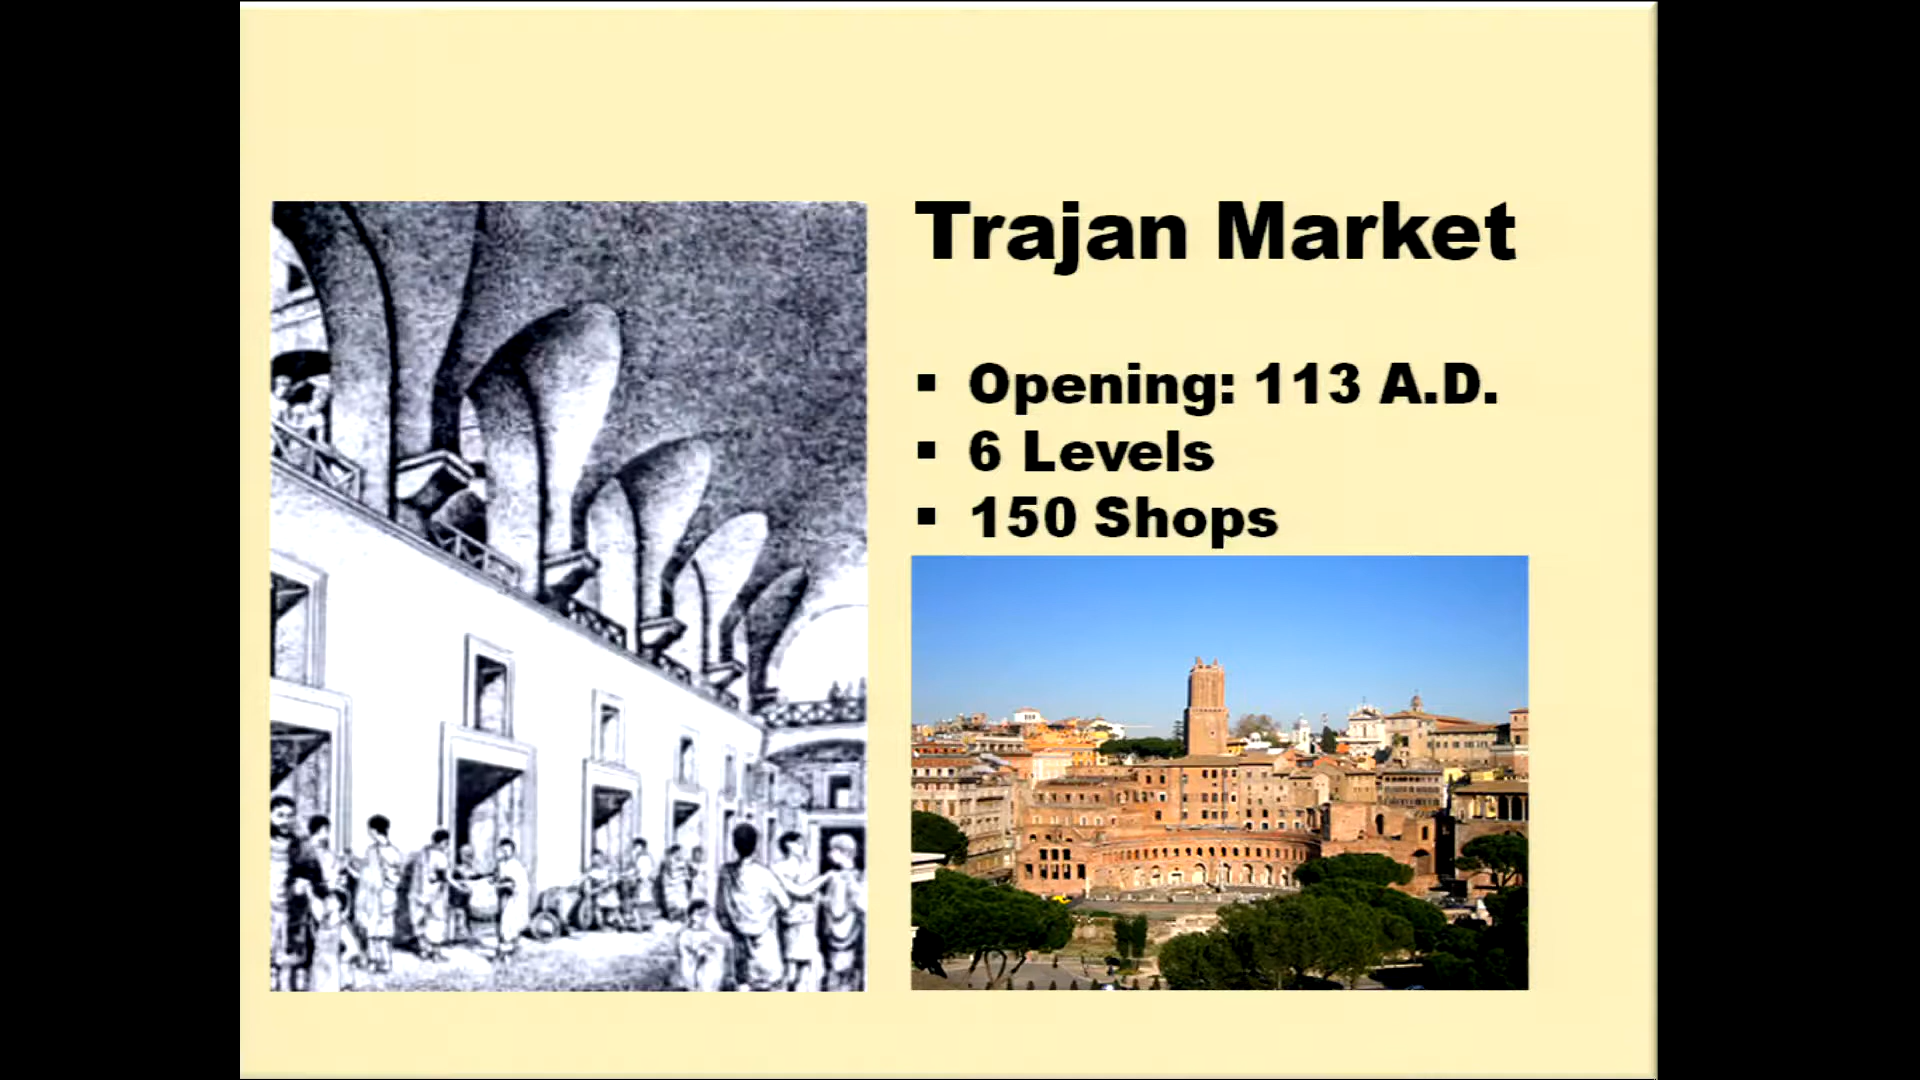 Trajan Market
▪ Opening: 113 A.D.
▪ 6 Levels
▪ 150 Shops